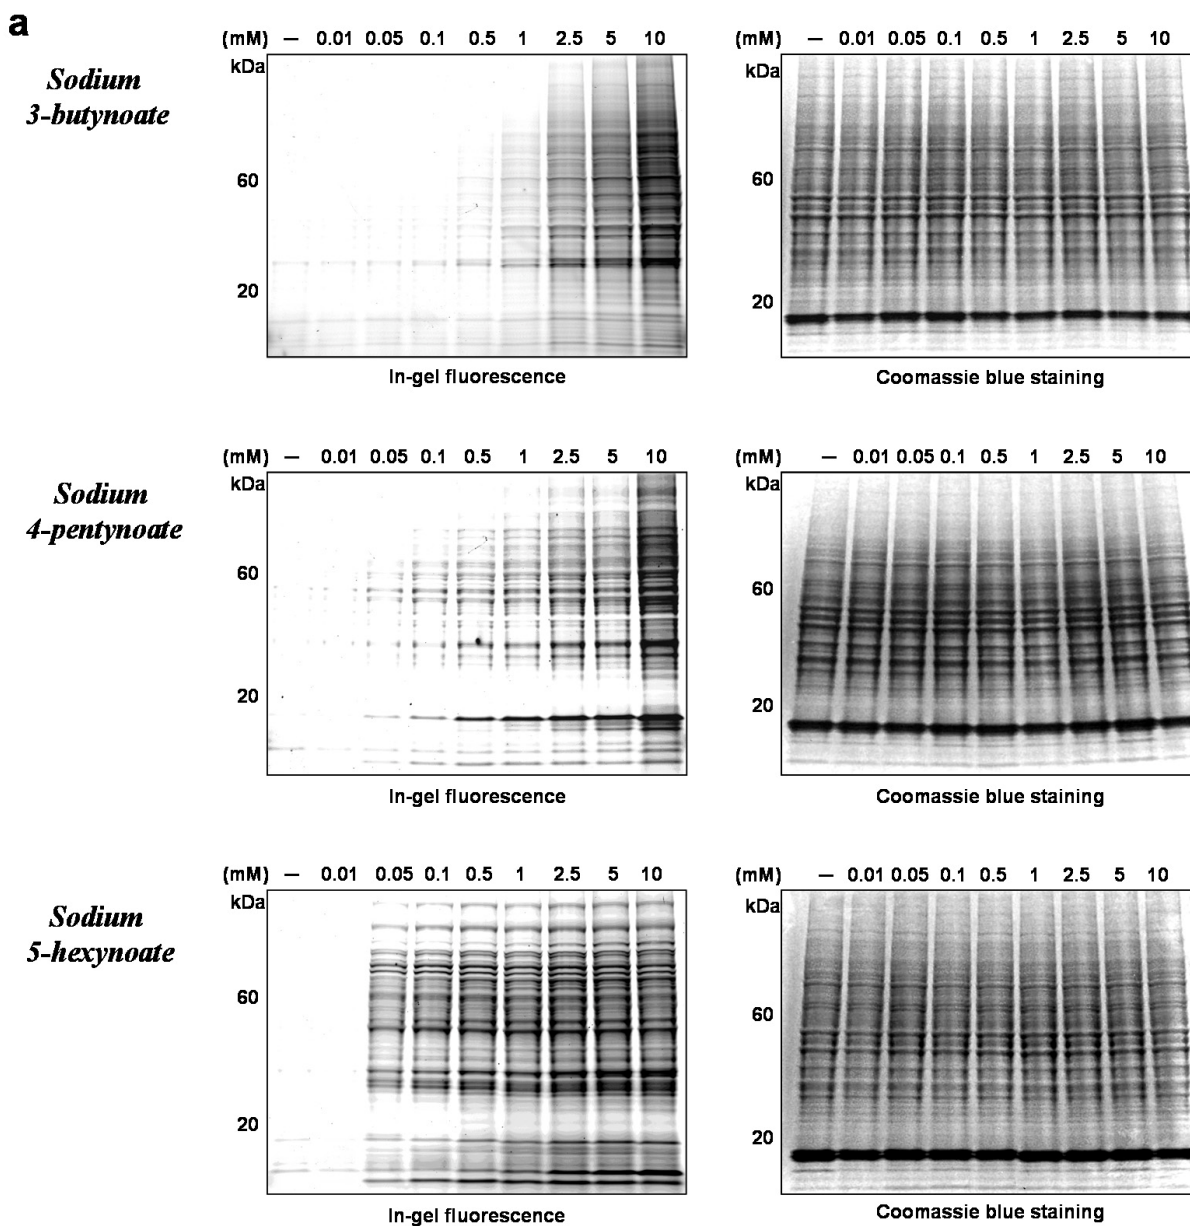 a
Sodium
3-butynoate
(mM) – 0.01 0.05 0.1 0.5 1 2.5 5 10
kDa
60
20
In-gel fluorescence
(mM) – 0.01 0.05 0.1 0.5 1 2.5 5 10
kDa
60
20
Coomassie blue staining
Sodium
4-pentynoate
(mM) – 0.01 0.05 0.1 0.5 1 2.5 5 10
kDa
60
20
In-gel fluorescence
(mM) – 0.01 0.05 0.1 0.5 1 2.5 5 10
kDa
60
20
Coomassie blue staining
Sodium
5-hexynoate
(mM) – 0.01 0.05 0.1 0.5 1 2.5 5 10
kDa
60
20
In-gel fluorescence
(mM) – 0.01 0.05 0.1 0.5 1 2.5 5 10
kDa
60
20
Coomassie blue staining